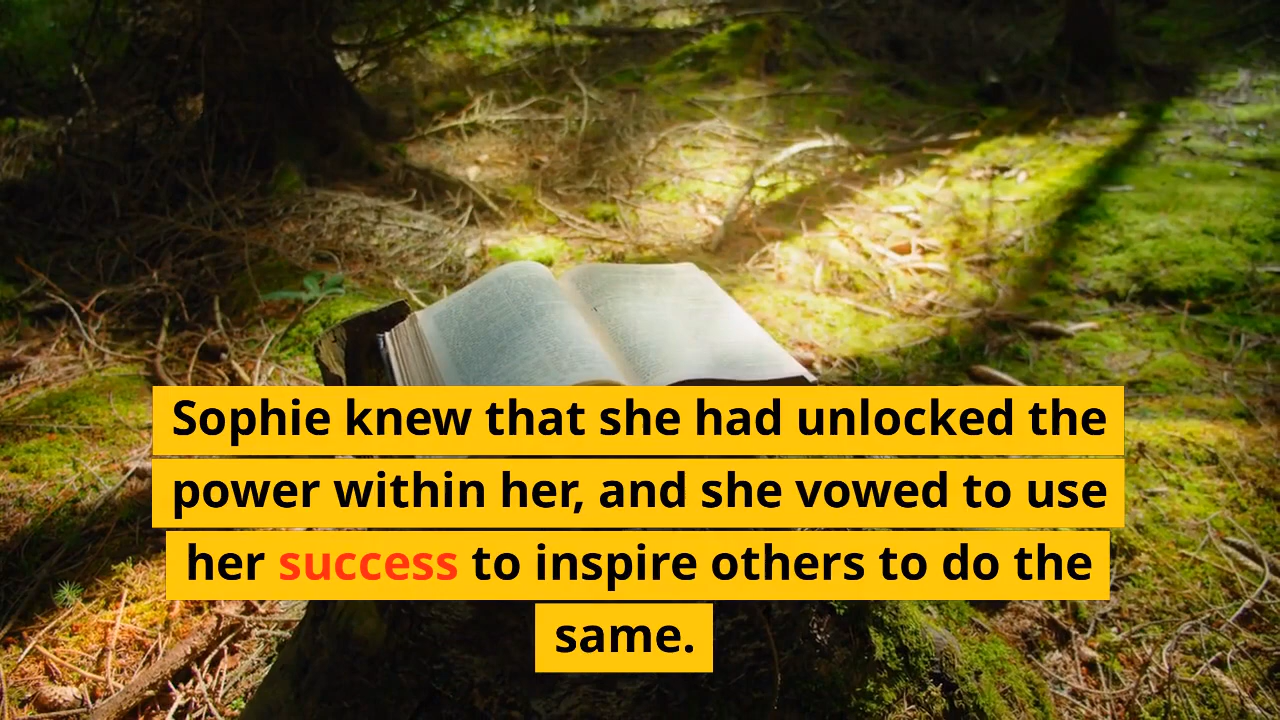 Sophie knew that she had unlocked the
power within her, and she vowed to use
her success to inspire others to do the
same.